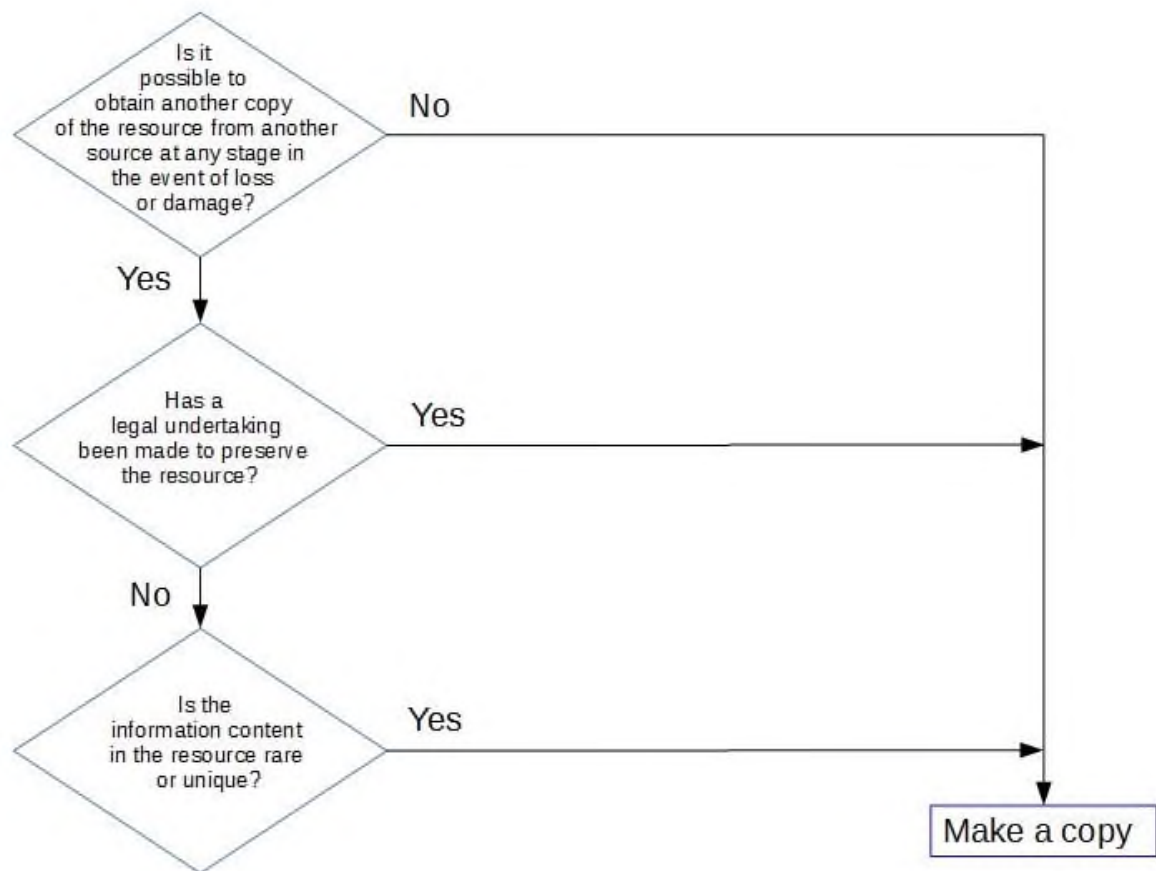 Is it
possible to
obtain another copy
of the resource from another
source at any stage in
the event of loss
or damage?
No
Yes
Has a
legal undertaking
been made to preserve
the resource?
Yes
No
Is the
information content
in the resource rare
or unique?
Yes
Make a copy